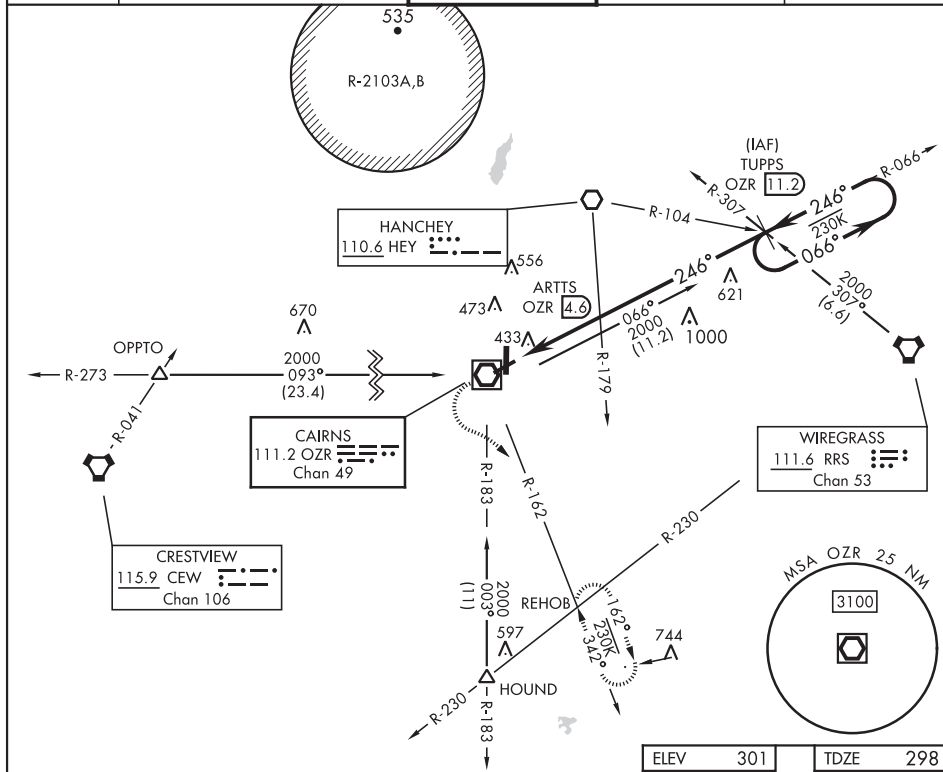 535
R-2103A,B
(IAF)
TUPPS
OZR 11.2
R-066
R-307
246°
230K
066°
R-104
HANCHEY
110.6 HEY
556
246°
ARTTS
OZR 4.6
473
621
2000
307°
(6.6)
066°
2000
(11.2)
1000
670
433
OPPTO
2000
093°
(23.4)
R-273
R-179
R-041
CAIRNS
111.2 OZR
Chan 49
WIREGRASS
111.6 RRS
Chan 53
R-183
R-162
R-230
CRESTVIEW
115.9 CEW
Chan 106
MSA OZR 25 NM
3100
2000
003°
(11)
REHOB
162°
230K
342°
597
744
HOUND
R-230
R-183
ELEV 301
TDZE 298